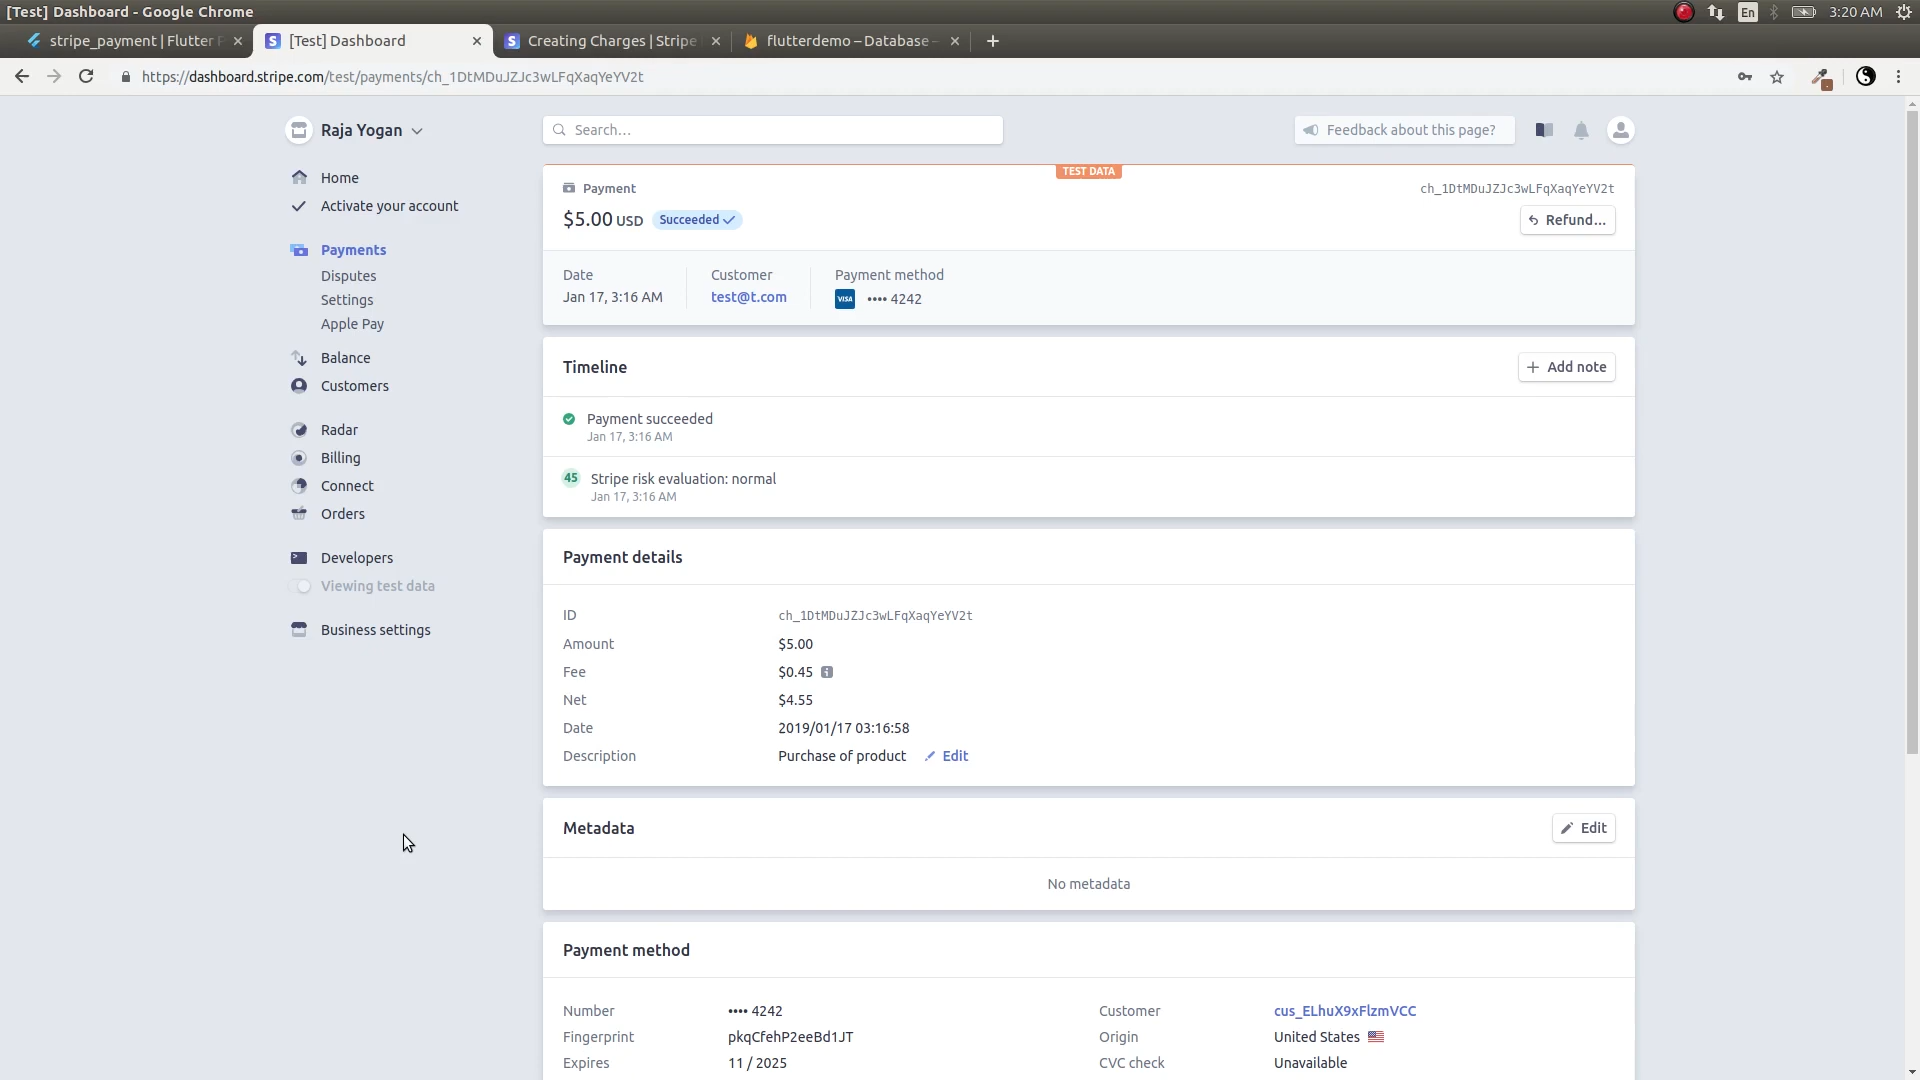 [Test] Dashboard - Google Chrome
En
3:20 AM
stripe_payment | Flutter
[Test] Dashboard
Creating Charges | Stripe
flutterdemo – Database –
https://dashboard.stripe.com/test/payments/ch_1DtMDuJZJc3wLFqXaqYeYV2t
Raja Yogan
Search...
Feedback about this page?
Home
Activate your account
Payments
Disputes
Settings
Apple Pay
Balance
Customers
Radar
Billing
Connect
Orders
Developers
Viewing test data
Business settings
TEST DATA
Payment
ch_1DtMDuJZJc3wLFqXaqYeYV2t
$5.00 USD Succeeded
Refund...
Date
Jan 17, 3:16 AM
Customer
test@t.com
Payment method
VISA •••• 4242
Timeline
Add note
Payment succeeded
Jan 17, 3:16 AM
45 Stripe risk evaluation: normal
Jan 17, 3:16 AM
Payment details
ID ch_1DtMDuJZJc3wLFqXaqYeYV2t
Amount $5.00
Fee $0.45
Net $4.55
Date 2019/01/17 03:16:58
Description Purchase of product Edit
Metadata
Edit
No metadata
Payment method
Number •••• 4242
Fingerprint pkqCfehP2eeBd1JT
Expires 11 / 2025
Customer cus_ELhuX9xFlzmVCC
Origin United States
CVC check Unavailable